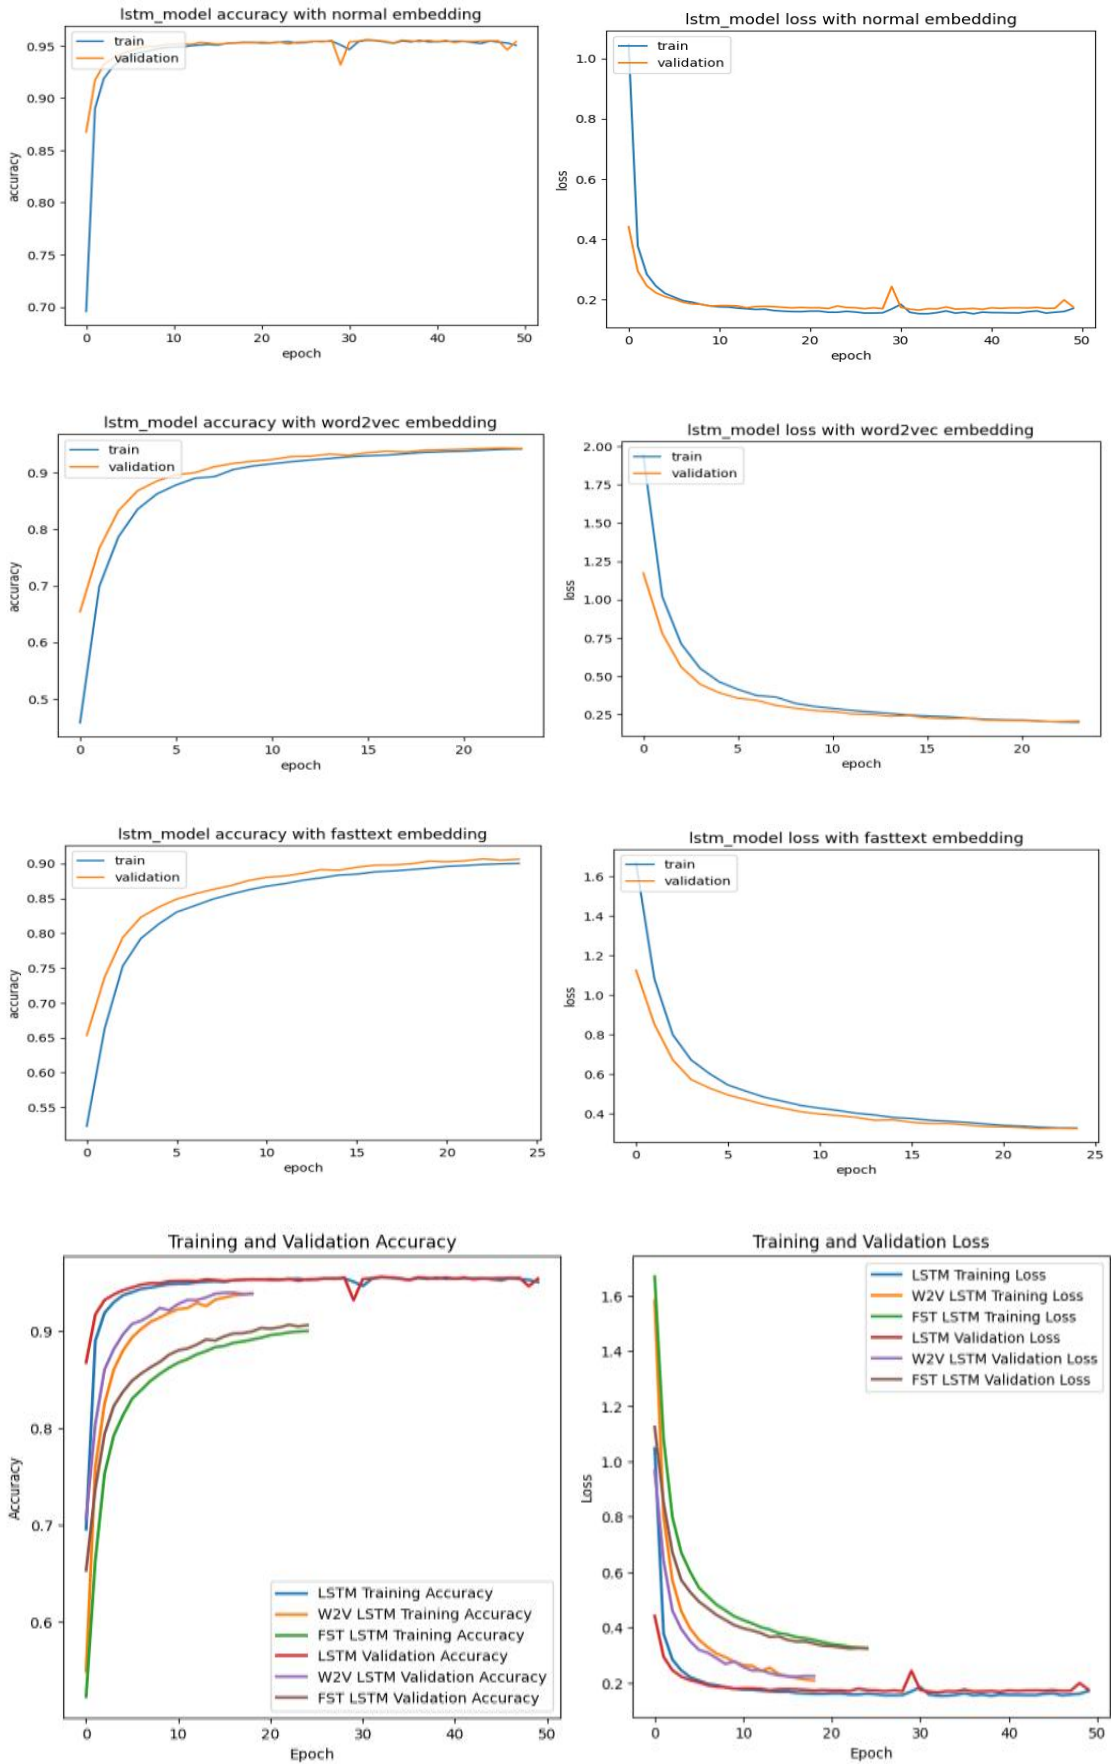 lstm_model accuracy with normal embedding
train
validation
0.95
0.90
0.85
0.80
0.75
0.70
accuracy
0 10 20 30 40 50
epoch
lstm_model loss with normal embedding
train
validation
1.0
0.8
0.6
0.4
0.2
loss
0 10 20 30 40 50
epoch
lstm_model accuracy with word2vec embedding
train
validation
0.9
0.8
0.7
0.6
0.5
accuracy
0 5 10 15 20
epoch
lstm_model loss with word2vec embedding
train
validation
2.00
1.75
1.50
1.25
1.00
0.75
0.50
0.25
loss
0 5 10 15 20
epoch
lstm_model accuracy with fasttext embedding
train
validation
0.90
0.85
0.80
0.75
0.70
0.65
0.60
0.55
accuracy
0 5 10 15 20 25
epoch
lstm_model loss with fasttext embedding
train
validation
1.6
1.4
1.2
1.0
0.8
0.6
0.4
loss
0 5 10 15 20 25
epoch
Training and Validation Accuracy
0.9
0.8
0.7
0.6
Accuracy
LSTM Training Accuracy
W2V LSTM Training Accuracy
FST LSTM Training Accuracy
LSTM Validation Accuracy
W2V LSTM Validation Accuracy
FST LSTM Validation Accuracy
0 10 20 30 40 50
Epoch
Training and Validation Loss
LSTM Training Loss
W2V LSTM Training Loss
FST LSTM Training Loss
LSTM Validation Loss
W2V LSTM Validation Loss
FST LSTM Validation Loss
1.6
1.4
1.2
1.0
0.8
0.6
0.4
0.2
Loss
0 10 20 30 40 50
Epoch